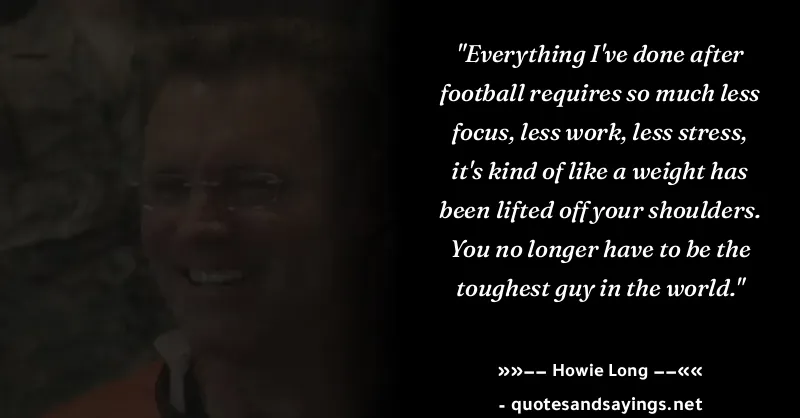 "Everything I've done after
football requires so much less
focus, less work, less stress,
it's kind of like a weight has
been lifted off your shoulders.
You no longer have to be the
toughest guy in the world."
»»–– Howie Long ––««
- quotesandsayings.net